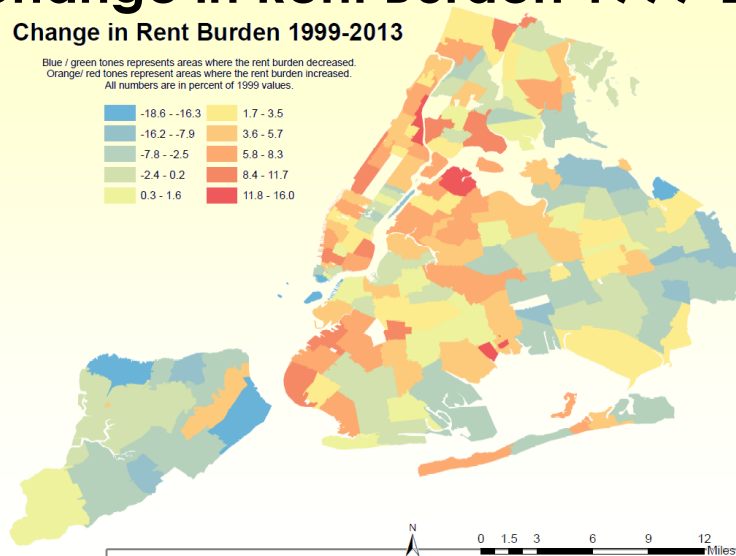 Change in Rent Burden 1999-2013
Blue / green tones represents areas where the rent burden decreased.
Orange/ red tones represent areas where the rent burden increased.
All numbers are in percent of 1999 values.
-18.6 - -16.3
1.7 - 3.5
-16.2 - -7.9
3.6 - 5.7
-7.8 - -2.5
5.8 - 8.3
-2.4 - 0.2
8.4 - 11.7
0.3 - 1.6
11.8 - 16.0
N
0 1.5 3 6 9 12
Miles